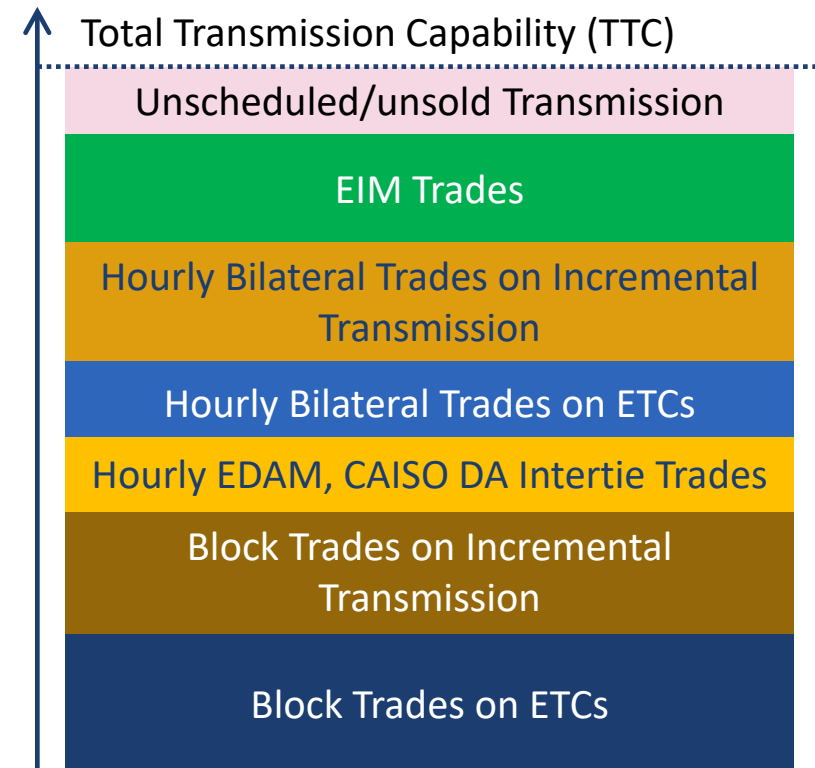 Total Transmission Capability (TTC)
Unscheduled/unsold Transmission
EIM Trades
Hourly Bilateral Trades on Incremental
Transmission
Hourly Bilateral Trades on ETCs
Hourly EDAM, CAISO DA Intertie Trades
Block Trades on Incremental
Transmission
Block Trades on ETCs